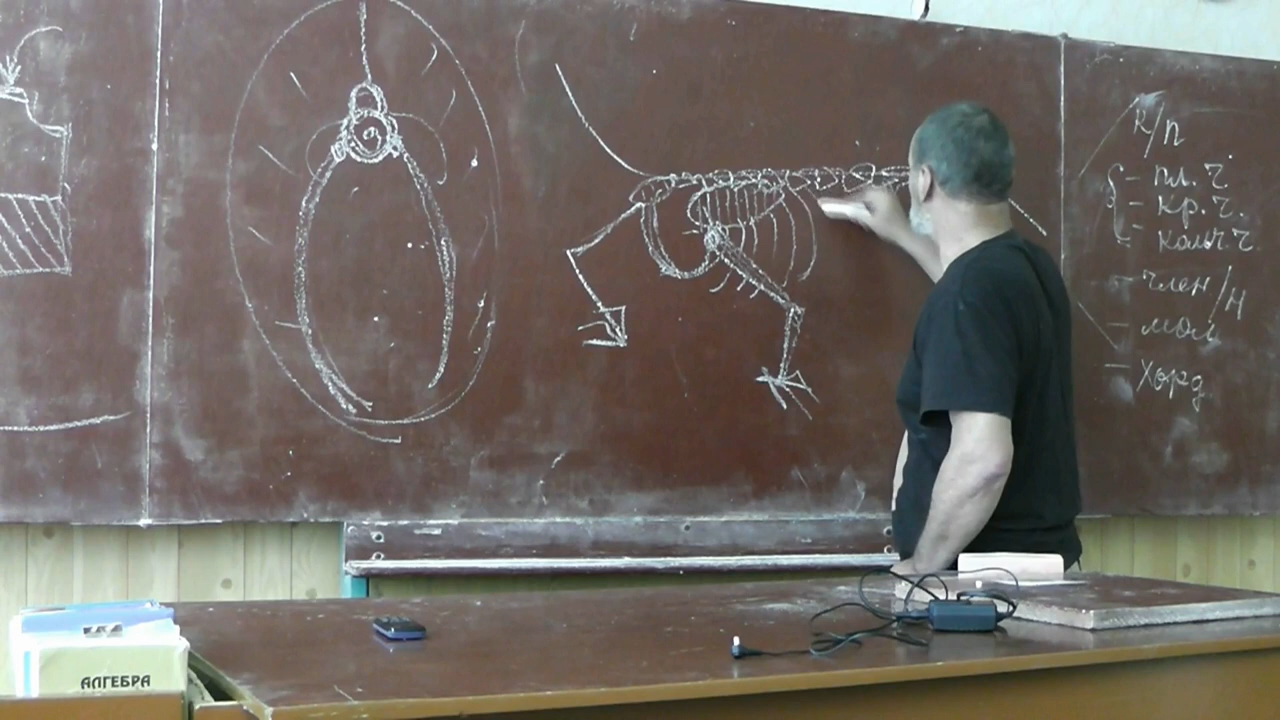 К/п
- пл. ч.
- кр. ч.
- кольч. ч.
- член/н
- мол
- Хорд
АЛГЕБРА